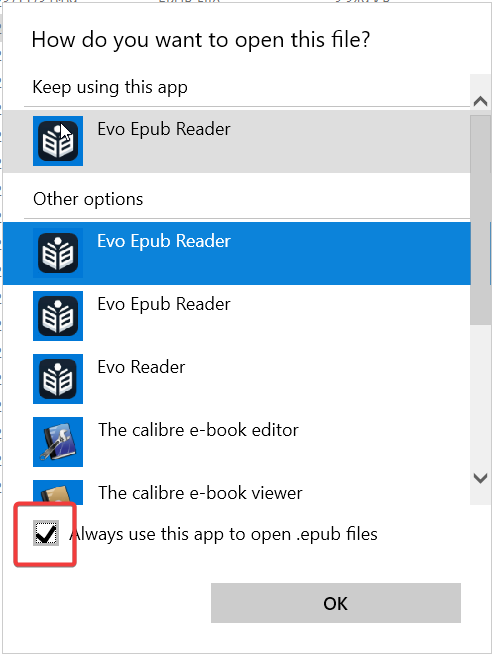 How do you want to open this file?
Keep using this app
Evo Epub Reader
Other options
Evo Epub Reader
Evo Epub Reader
Evo Reader
The calibre e-book editor
The calibre e-book viewer
Always use this app to open .epub files
OK